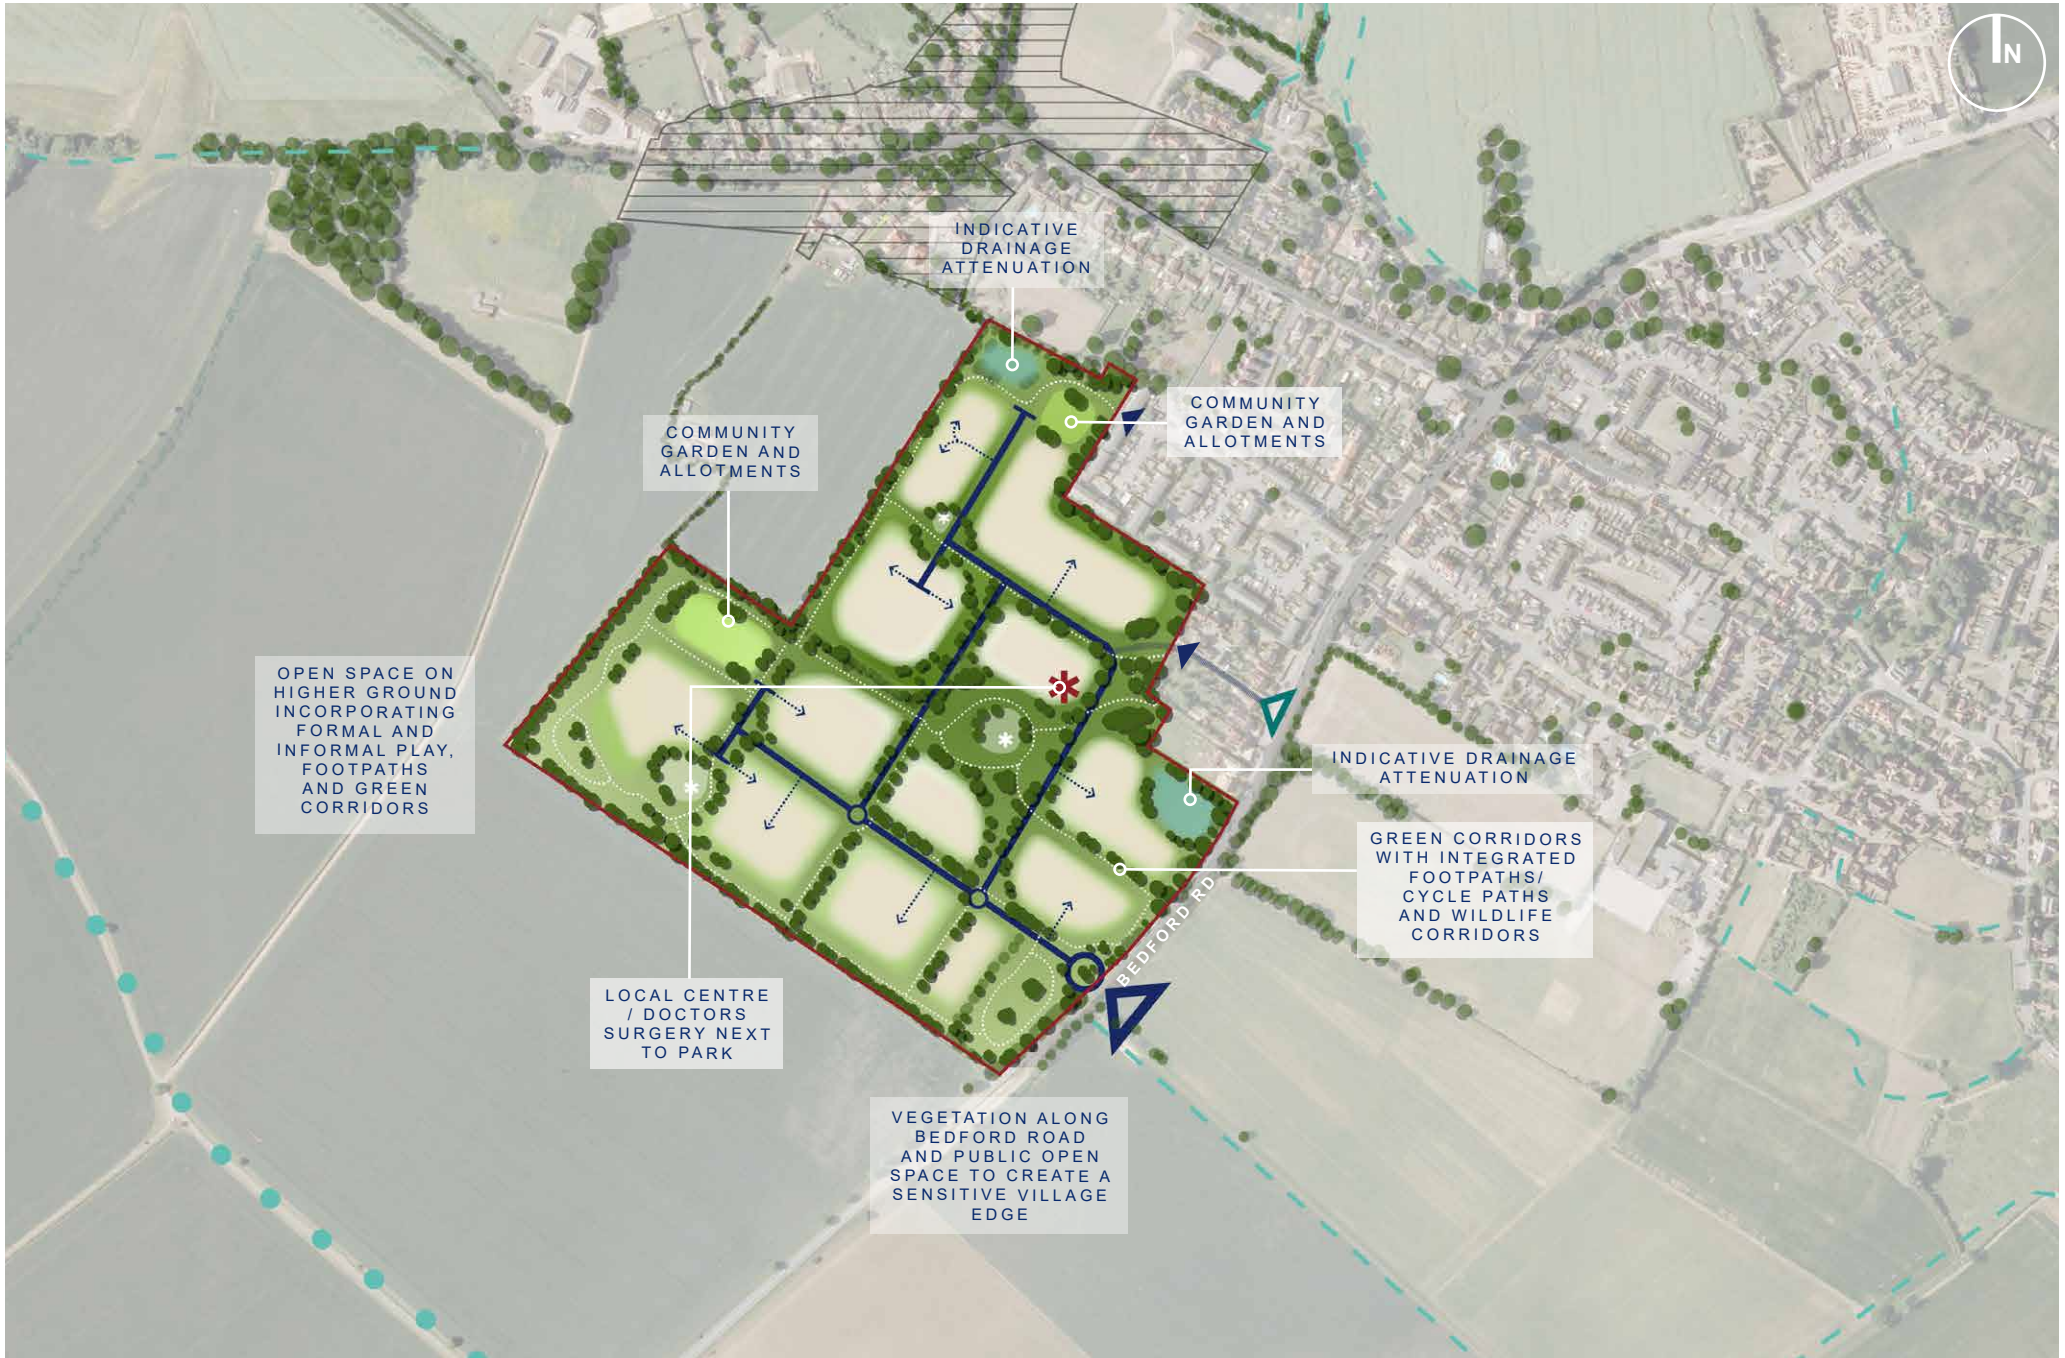 N
INDICATIVE
DRAINAGE
ATTENUATION
COMMUNITY
GARDEN AND
ALLOTMENTS
COMMUNITY
GARDEN AND
ALLOTMENTS
OPEN SPACE ON
HIGHER GROUND
INCORPORATING
FORMAL AND
INFORMAL PLAY,
FOOTPATHS
AND GREEN
CORRIDORS
INDICATIVE DRAINAGE
ATTENUATION
GREEN CORRIDORS
WITH INTEGRATED
FOOTPATHS/
CYCLE PATHS
AND WILDLIFE
CORRIDORS
BEDFORD RD
LOCAL CENTRE
/ DOCTORS
SURGERY NEXT
TO PARK
VEGETATION ALONG
BEDFORD ROAD
AND PUBLIC OPEN
SPACE TO CREATE A
SENSITIVE VILLAGE
EDGE